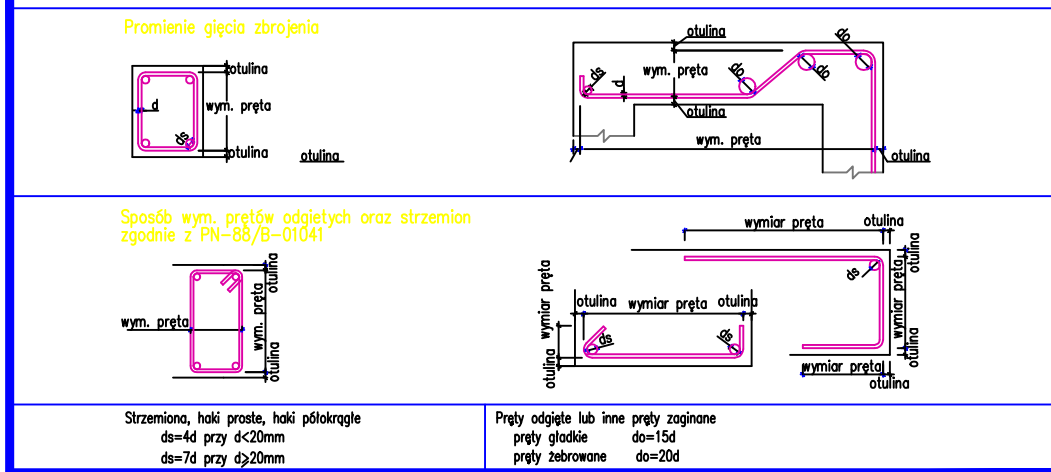 Promienie gięcia zbrojenia
otulina
d
wym. pręta
ds
otulina
otulina
otulina
ds
d
wym. pręta
do
do
do
otulina
wym. pręta
otulina
Sposób wym. prętów odgietych oraz strzemion
zgodnie z PN-88/B-01041
otulina
wym. pręta
wym. pręta
otulina
otulina
wymiar pręta
otulina
wymiar pręta
otulina
ds
ds
wymiar pręta
otulina
otulina
ds
wymiar pręta
otulina
wymiar pręta
otulina
Strzemiona, haki proste, haki półokrągłe
ds=4d przy d<20mm
ds=7d przy d⩾20mm
Pręty odgięte lub inne pręty zaginane
pręty gładkie do=15d
pręty żebrowane do=20d